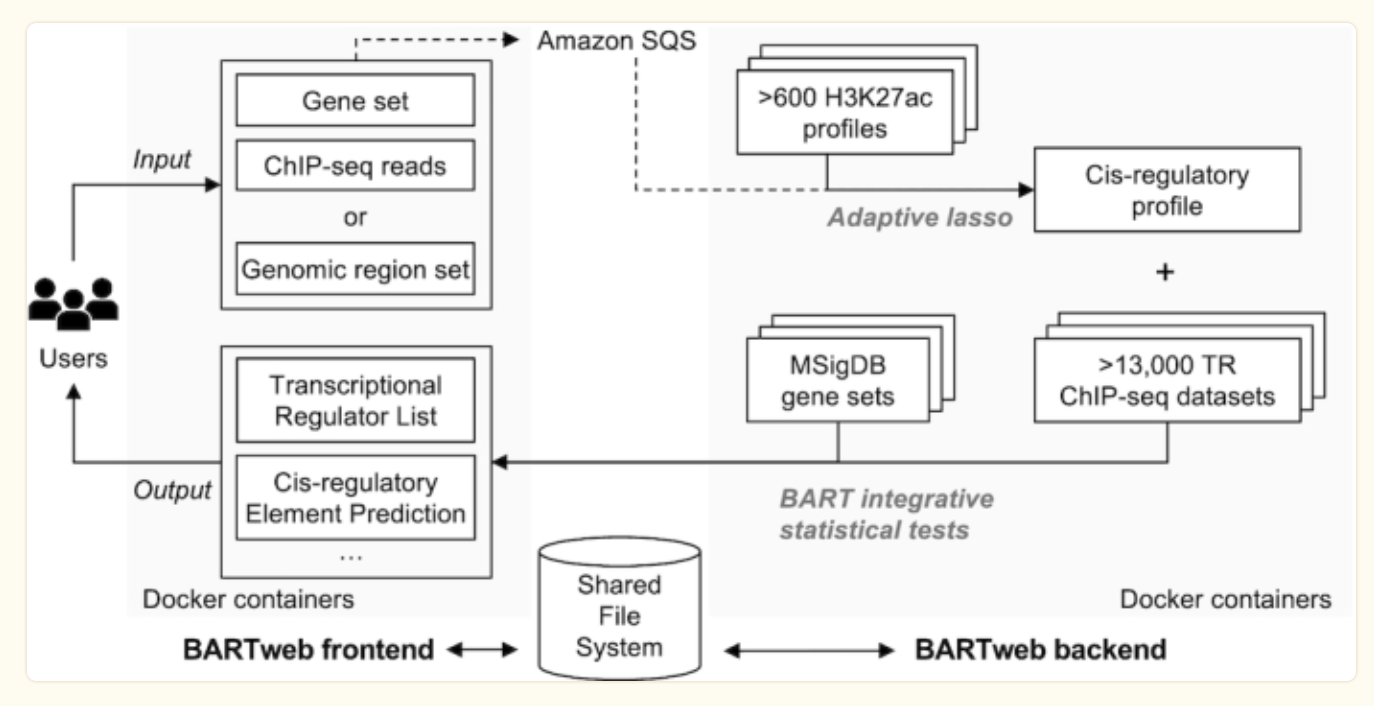 Amazon SQS
Gene set
ChIP-seq reads
or
Genomic region set
Input
Users
>600 H3K27ac
profiles
Adaptive lasso
Cis-regulatory
profile
+
MSigDB
gene sets
>13,000 TR
ChIP-seq datasets
BART integrative
statistical tests
Transcriptional
Regulator List
Cis-regulatory
Element Prediction
...
Output
Docker containers
Shared
File
System
Docker containers
BARTweb frontend
BARTweb backend